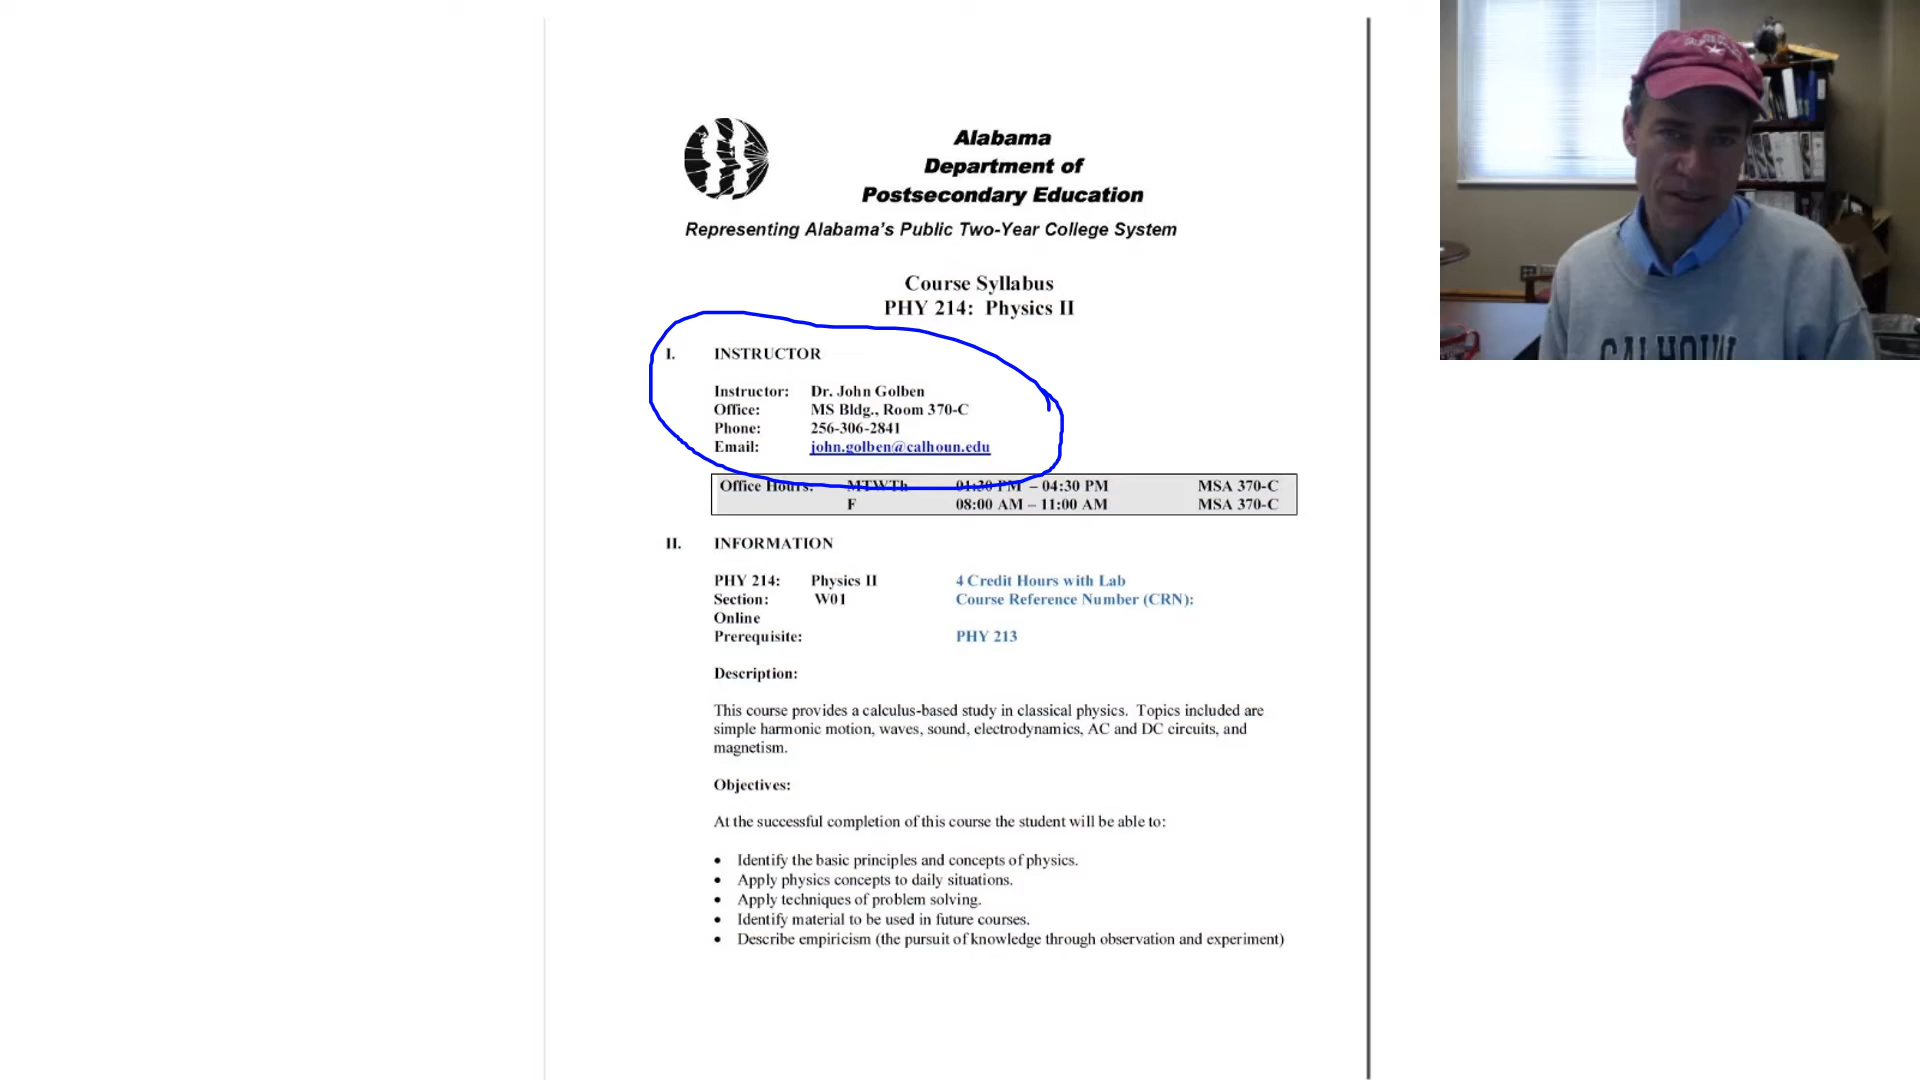 Alabama
Department of
Postsecondary Education
Representing Alabama's Public Two-Year College System
Course Syllabus
PHY 214: Physics II
I. INSTRUCTOR
Instructor: Dr. John Golben
Office: MS Bldg., Room 370-C
Phone: 256-306-2841
Email: john.golben@calhoun.edu
Office Hours: MTWTh 01:30 PM – 04:30 PM MSA 370-C
F 08:00 AM – 11:00 AM MSA 370-C
II. INFORMATION
PHY 214: Physics II 4 Credit Hours with Lab
Section: W01 Course Reference Number (CRN):
Online
Prerequisite: PHY 213
Description:
This course provides a calculus-based study in classical physics. Topics included are
simple harmonic motion, waves, sound, electrodynamics, AC and DC circuits, and
magnetism.
Objectives:
At the successful completion of this course the student will be able to:
• Identify the basic principles and concepts of physics.
• Apply physics concepts to daily situations.
• Apply techniques of problem solving.
• Identify material to be used in future courses.
• Describe empiricism (the pursuit of knowledge through observation and experiment)
CALHOUN